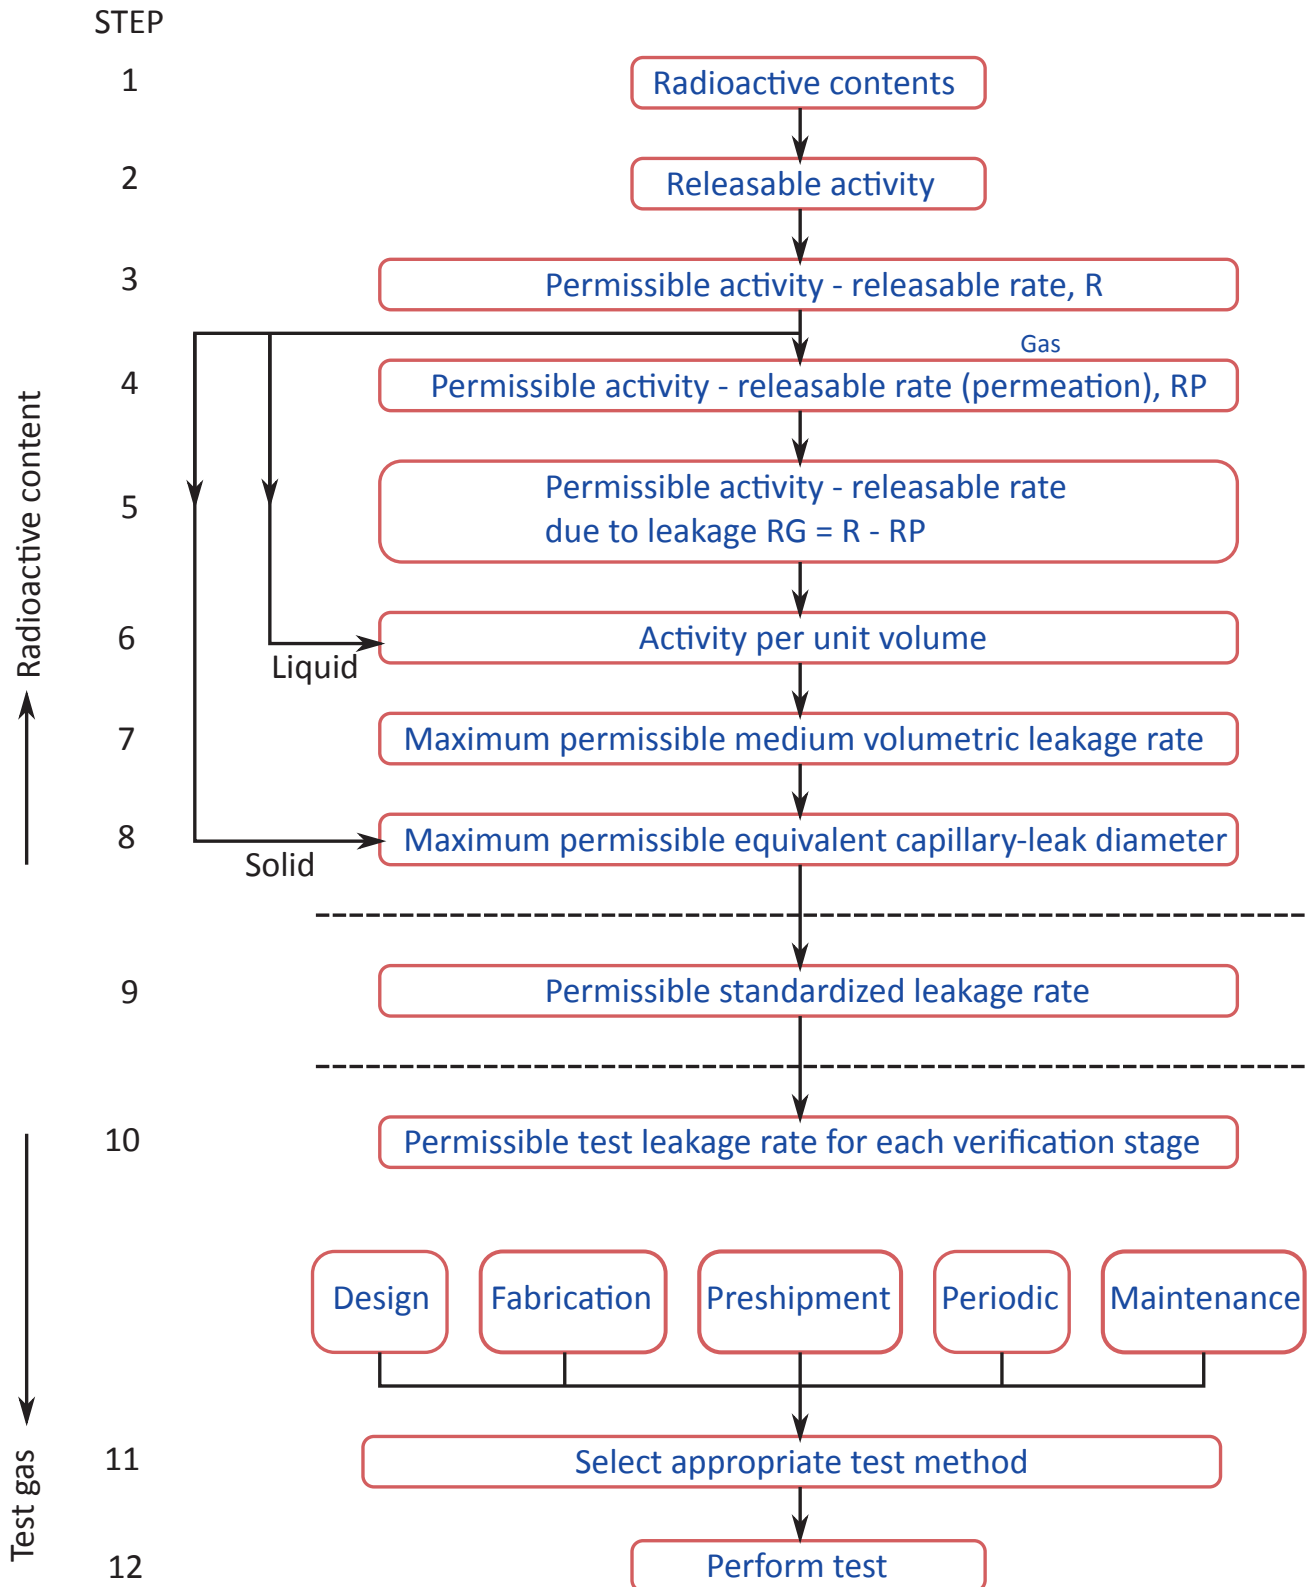 STEP
1
Radioactive contents
2
Releasable activity
3
Permissible activity - releasable rate, R
Gas
4
Permissible activity - releasable rate (permeation), RP
5
Permissible activity - releasable rate
due to leakage RG = R - RP
6
Activity per unit volume
Liquid
7
Maximum permissible medium volumetric leakage rate
8
Maximum permissible equivalent capillary-leak diameter
Solid
Radioactive content
9
Permissible standardized leakage rate
10
Permissible test leakage rate for each verification stage
Design
Fabrication
Preshipment
Periodic
Maintenance
11
Select appropriate test method
Test gas
12
Perform test